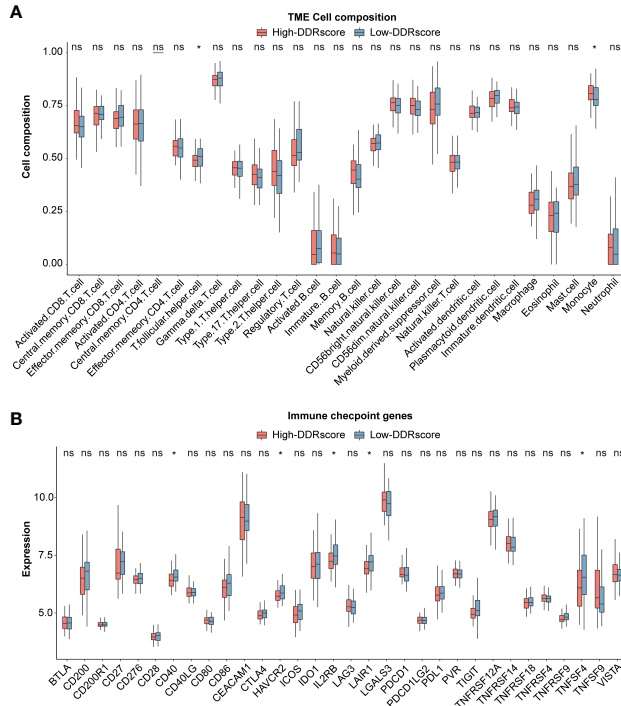 A
TME Cell composition
High-DDRscore Low-DDRscore
ns ns ns ns ns ns * ns ns ns ns ns ns ns ns ns ns ns ns ns ns ns ns ns ns ns * ns
1.00
0.75
0.50
0.25
0.00
Cell composition
Activated.CD8.T.cell
Central.memory.CD8.T.cell
Effector.memeory.CD8.T.cell
Activated.CD4.T.cell
Central.memory.CD4.T.cell
Effector.memeory.CD4.T.cell
T.follicular.helper.cell
Gamma.delta.T.cell
Type.1.T.helper.cell
Type.17.T.helper.cell
Type.2.T.helper.cell
Regulatory.T.cell
Activated.B.cell
Immature..B.cell
Memory.B.cell
Natural.killer.cell
CD56bright.natural.killer.cell
CD56dim.natural.killer.cell
Myeloid.derived.suppressor.cell
Natural.killer.T.cell
Activated.dendritic.cell
Plasmacytoid.dendritic.cell
Immature.dendritic.cell
Macrophage
Eosinophil
Mast.cell
Monocyte
Neutrophil
B
Immune checpoint genes
High-DDRscore Low-DDRscore
ns ns ns ns ns ns * ns ns ns ns ns * ns ns * ns * ns ns ns ns ns ns ns ns ns ns ns * ns ns
10.0
7.5
5.0
Expression
BTLA
CD200
CD200R1
CD27
CD276
CD28
CD40
CD40LG
CD80
CD86
CEACAM1
CTLA4
HAVCR2
ICOS
IDO1
IL2RB
LAG3
LAIR1
LGALS3
PDCD1
PDCD1LG2
PDL1
PVR
TIGIT
TNFRSF12A
TNFRSF14
TNFRSF18
TNFRSF4
TNFRSF9
TNFSF4
TNFSF9
VISTA